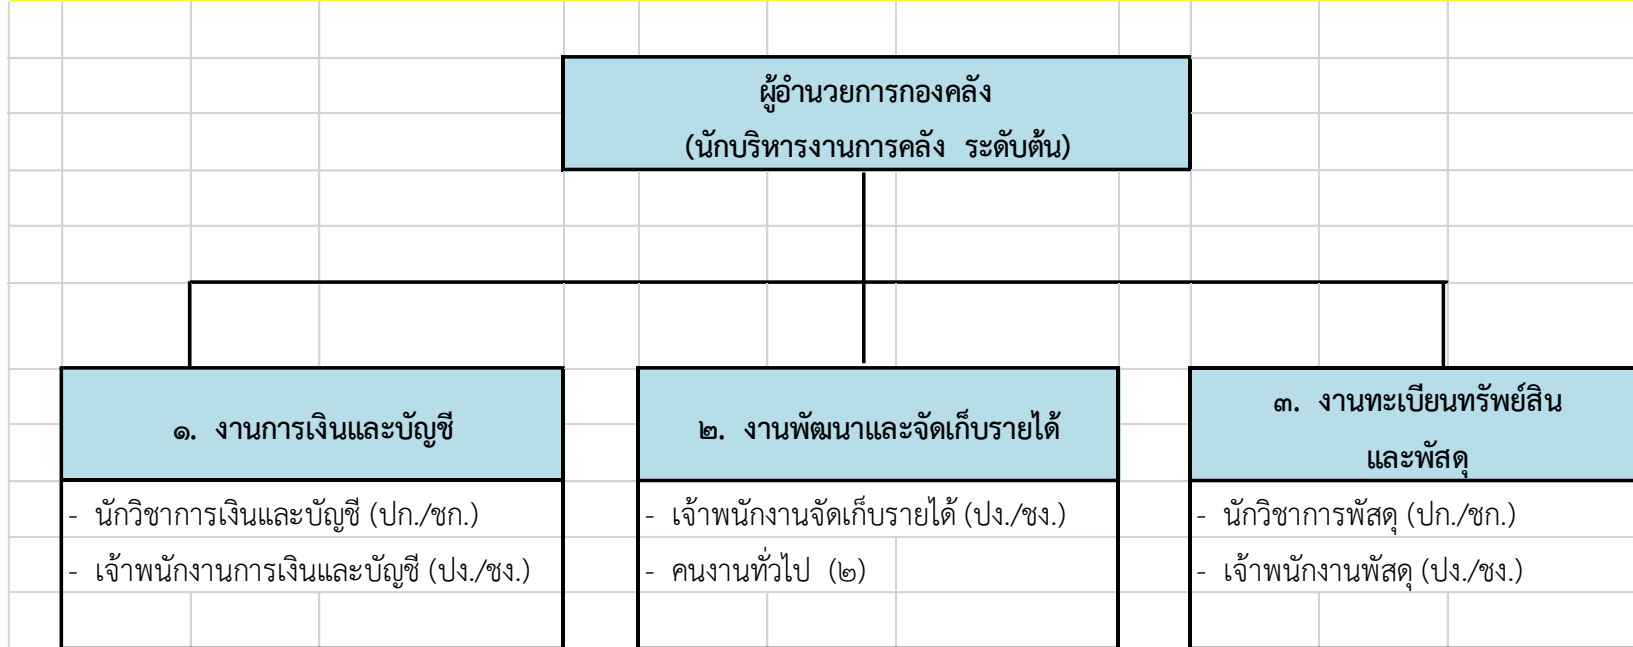 ผู้อำนวยการกองคลัง
(นักบริหารงานการคลัง ระดับต้น)
๑. งานการเงินและบัญชี
- นักวิชาการเงินและบัญชี (ปก./ชก.)
- เจ้าพนักงานการเงินและบัญชี (ปง./ชง.)
๒. งานพัฒนาและจัดเก็บรายได้
- เจ้าพนักงานจัดเก็บรายได้ (ปง./ชง.)
- คนงานทั่วไป (๒)
๓. งานทะเบียนทรัพย์สิน
และพัสดุ
- นักวิชาการพัสดุ (ปก./ชก.)
- เจ้าพนักงานพัสดุ (ปง./ชง.)